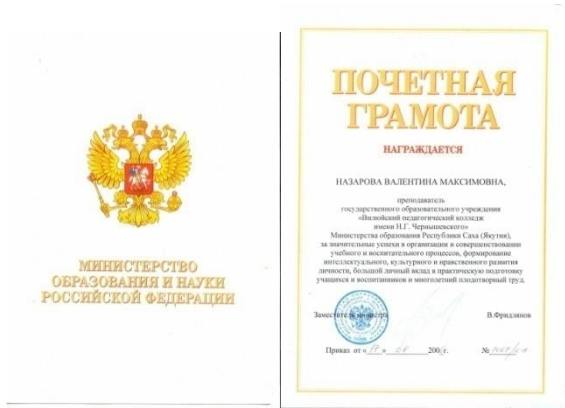 МИНИСТЕРСТВО
ОБРАЗОВАНИЯ И НАУКИ
РОССИЙСКОЙ ФЕДЕРАЦИИ
ПОЧЕТНАЯ
ГРАМОТА
НАГРАЖДАЕТСЯ
НАЗАРОВА ВАЛЕНТИНА МАКСИМОВНА,
преподаватель
государственного образовательного учреждения
«Вилюйский педагогический колледж
имени Н.Г. Чернышевского»
Министерства образования Республики Саха (Якутия),
за значительные успехи в организации и совершенствовании
учебного и воспитательного процессов, формирование
интеллектуального, культурного и нравственного развития
личности, большой личный вклад в практическую подготовку
учащихся и воспитанников и многолетний плодотворный труд.
Заместитель министра В.Фридлянов
Приказ от « » 200 г. №